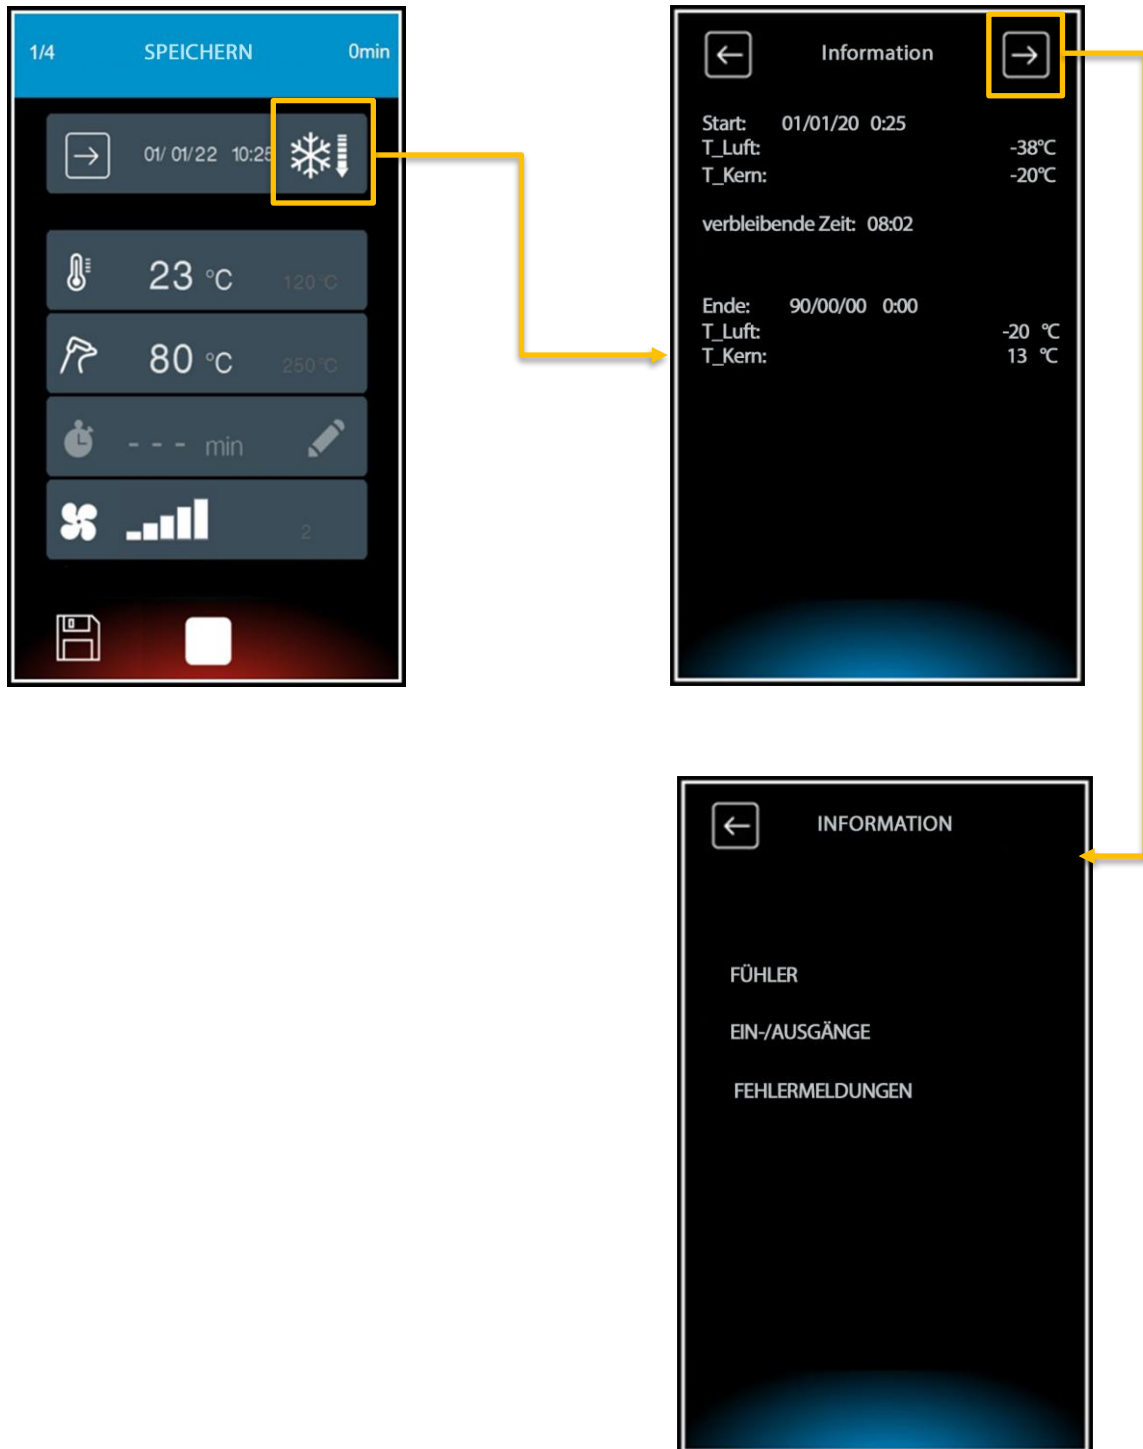 1/4 SPEICHERN 0min
01/ 01/22 10:25
23 °C 120°C
80 °C 250°C
- - - min
2
Information
Start: 01/01/20 0:25
T_Luft: -38°C
T_Kern: -20°C
verbleibende Zeit: 08:02
Ende: 90/00/00 0:00
T_Luft: -20 °C
T_Kern: 13 °C
INFORMATION
FÜHLER
EIN-/AUSGÄNGE
FEHLERMELDUNGEN